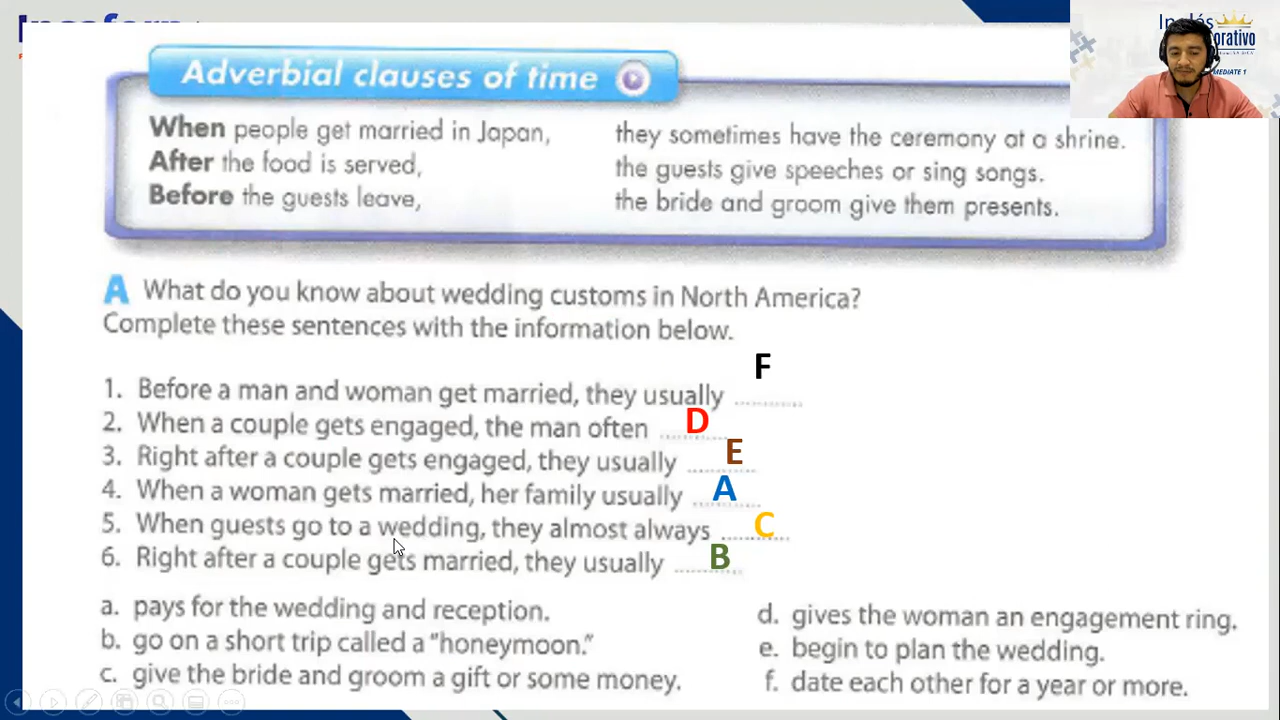 Inglés
orativo
MEDIATE 1
Adverbial clauses of time
When people get married in Japan, they sometimes have the ceremony at a shrine.
After the food is served, the guests give speeches or sing songs.
Before the guests leave, the bride and groom give them presents.
A What do you know about wedding customs in North America?
Complete these sentences with the information below.
1. Before a man and woman get married, they usually F
2. When a couple gets engaged, the man often D
3. Right after a couple gets engaged, they usually E
4. When a woman gets married, her family usually A
5. When guests go to a wedding, they almost always C
6. Right after a couple gets married, they usually B
a. pays for the wedding and reception.
b. go on a short trip called a "honeymoon."
c. give the bride and groom a gift or some money.
d. gives the woman an engagement ring.
e. begin to plan the wedding.
f. date each other for a year or more.